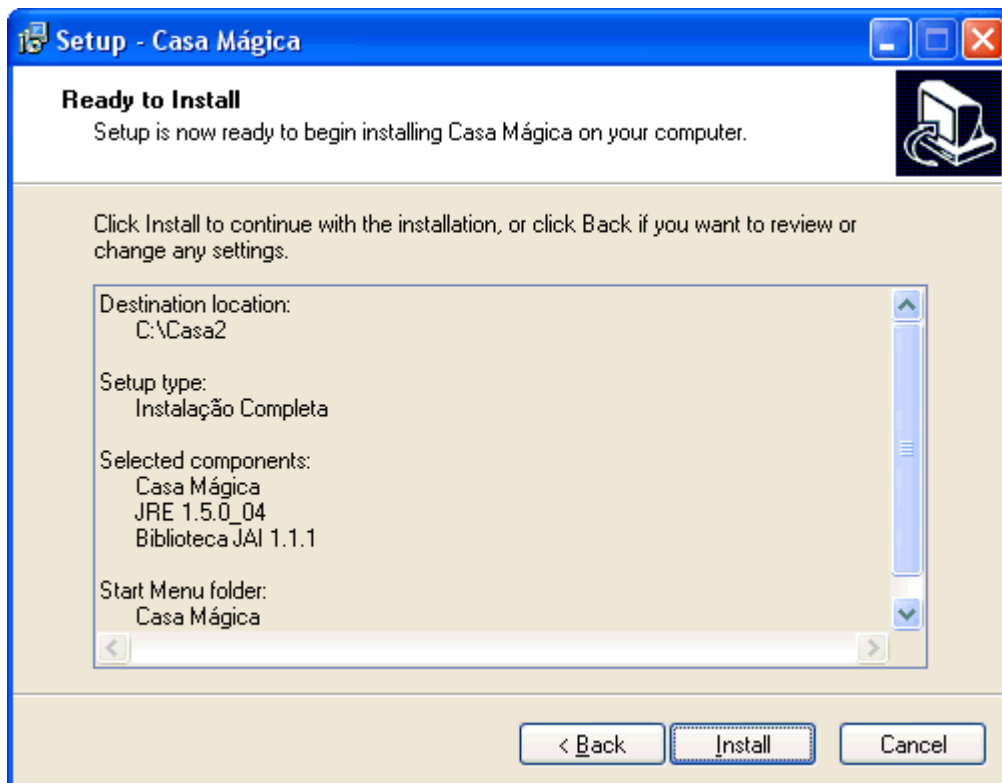 Setup - Casa Mágica
Ready to Install
Setup is now ready to begin installing Casa Mágica on your computer.
Click Install to continue with the installation, or click Back if you want to review or
change any settings.
Destination location:
C:\Casa2
Setup type:
Instalação Completa
Selected components:
Casa Mágica
JRE 1.5.0_04
Biblioteca JAI 1.1.1
Start Menu folder:
Casa Mágica
< Back
Install
Cancel